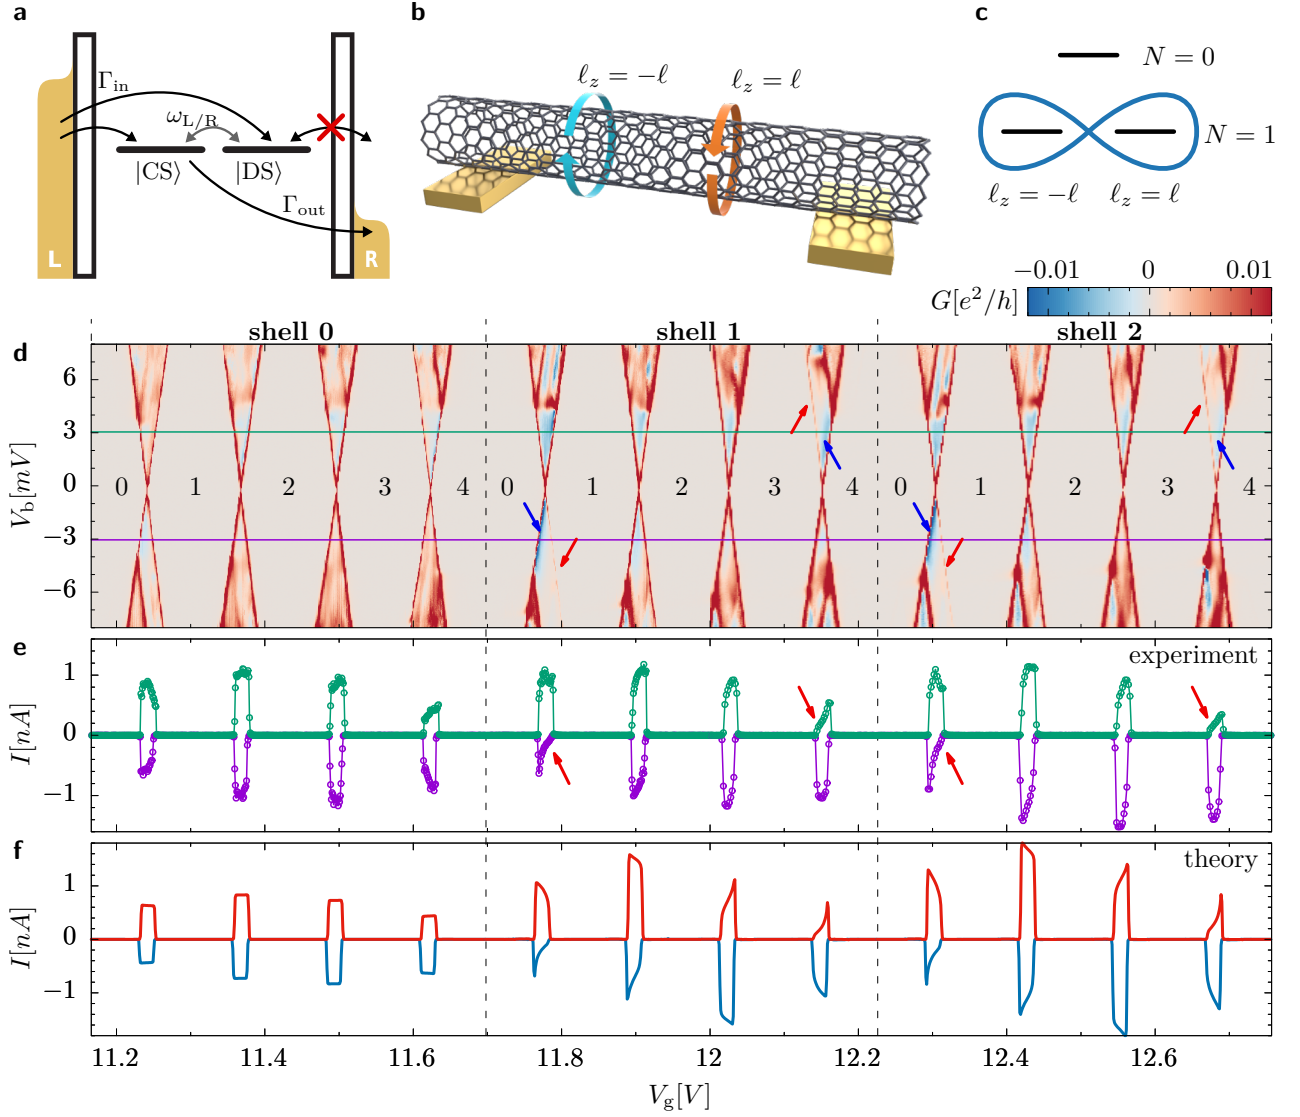 a
b
c
Γin
ωL/R
|CS⟩
|DS⟩
Γout
L
R
ℓz = −ℓ
ℓz = ℓ
N = 0
N = 1
ℓz = −ℓ
ℓz = ℓ
−0.01 0 0.01
G[e²/h]
shell 0 shell 1 shell 2
d
Vb[mV]
6
3
0
−3
−6
0 1 2 3 4 0 1 2 3 4 0 1 2 3 4
e
experiment
I[nA]
1
0
−1
f
theory
I[nA]
1
0
−1
11.2 11.4 11.6 11.8 12 12.2 12.4 12.6
Vg[V]